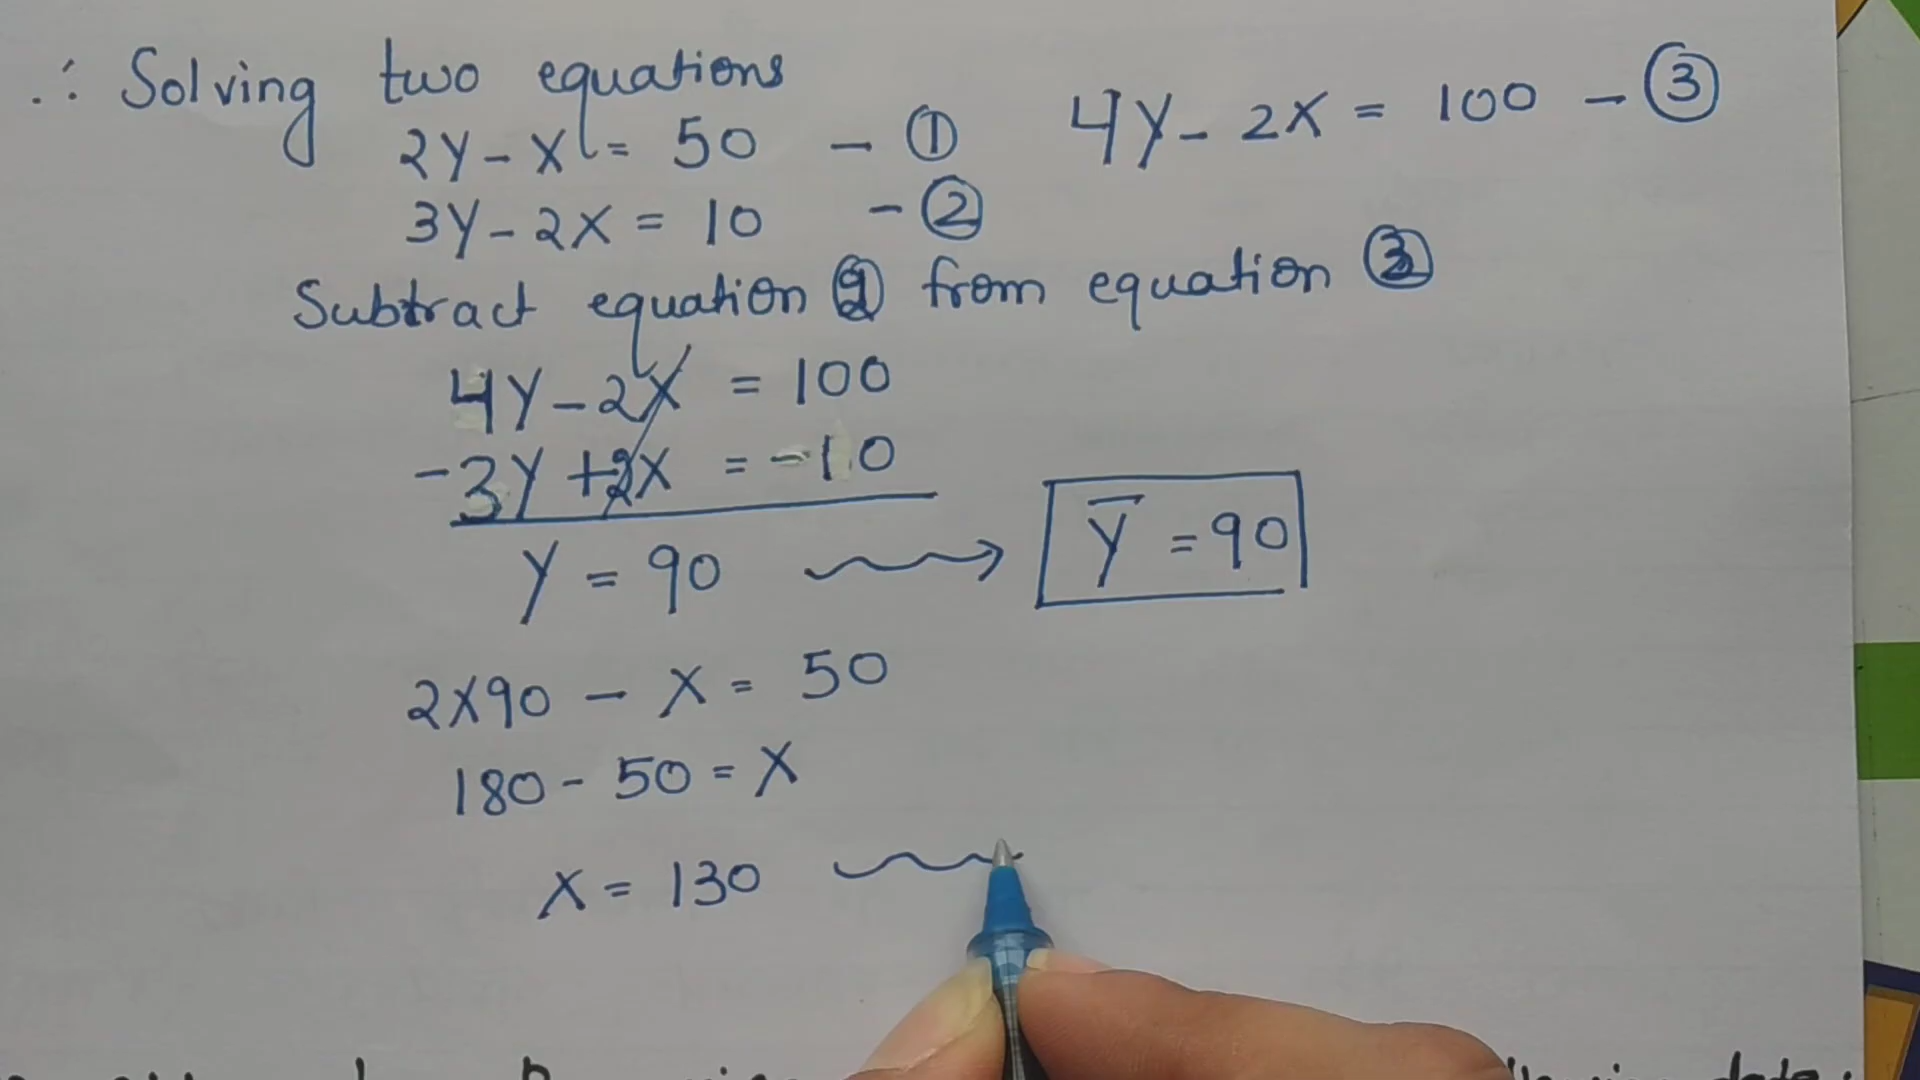 ∴ Solving two equations
2Y - X = 50 - ①
4Y - 2X = 100 - ③
3Y - 2X = 10 - ②
Subtract equation ② from equation ③
4Y - 2X = 100
-3Y + 2X = -10
Y = 90 → Y̅ = 90
2X90 - X = 50
180 - 50 = X
X = 130